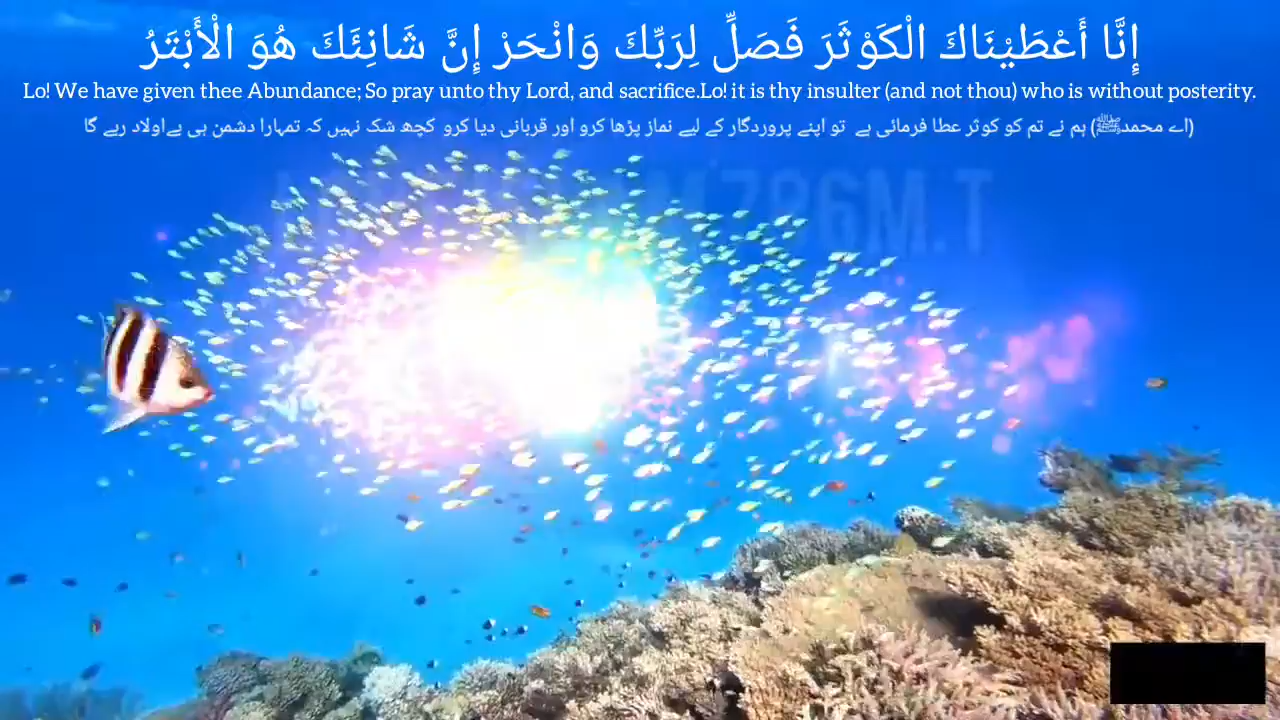 إِنَّا أَعْطَيْنَاكَ الْكَوْثَرَ فَصَلِّ لِرَبِّكَ وَانْحَرْ إِنَّ شَانِئَكَ هُوَ الْأَبْتَرُ
Lo! We have given thee Abundance; So pray unto thy Lord, and sacrifice.Lo! it is thy insulter (and not thou) who is without posterity.
(اے محمدﷺ) ہم نے تم کو کوثر عطا فرمائی ہے تو اپنے پروردگار کے لیے نماز پڑھا کرو اور قربانی دیا کرو کچھ شک نہیں کہ تمہارا دشمن ہی بےاولاد رہے گا
786M.T